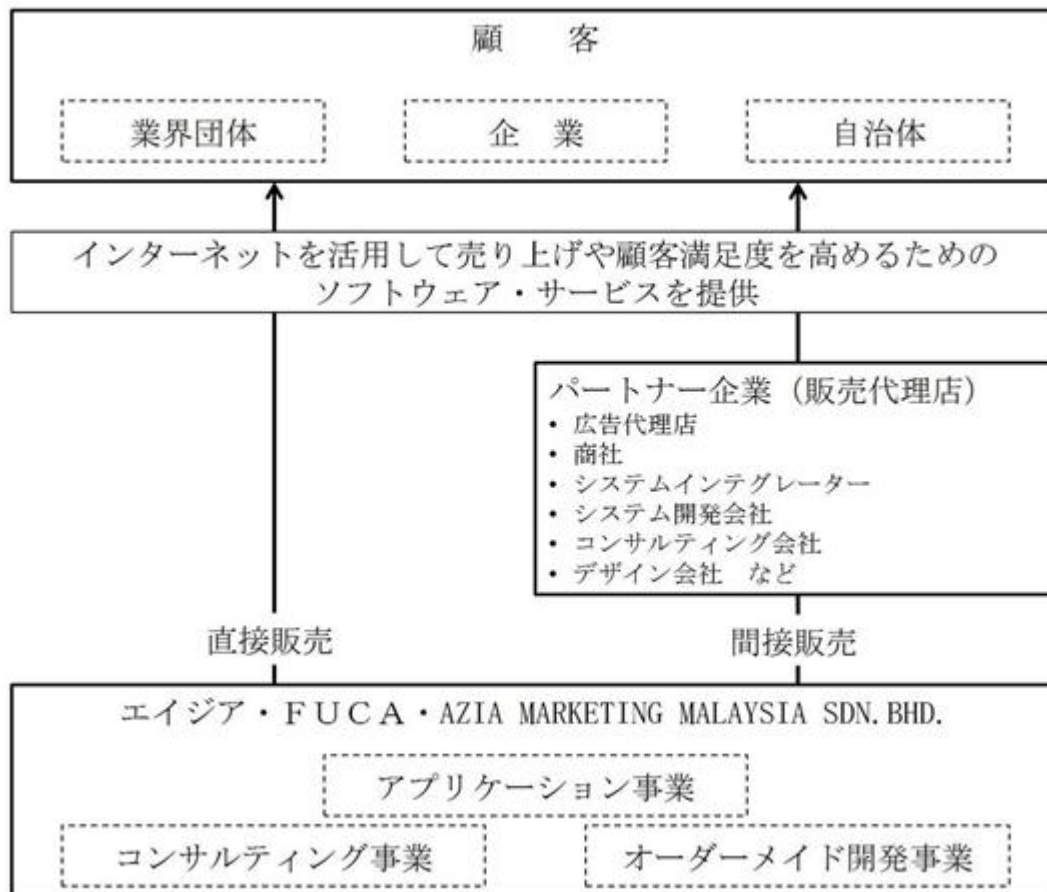 顧　客
業界団体
企　業
自治体
インターネットを活用して売り上げや顧客満足度を高めるための
ソフトウェア・サービスを提供
パートナー企業（販売代理店）
・広告代理店
・商社
・システムインテグレーター
・システム開発会社
・コンサルティング会社
・デザイン会社　など
直接販売
間接販売
エイジア・ＦＵＣＡ・AZIA MARKETING MALAYSIA SDN.BHD.
アプリケーション事業
コンサルティング事業
オーダーメイド開発事業